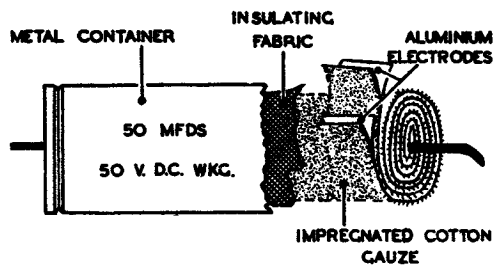 INSULATING
FABRIC
METAL CONTAINER
ALUMINIUM
ELECTRODES
50 MFDS
50 V. D.C. WKG.
IMPREGNATED COTTON
GAUZE